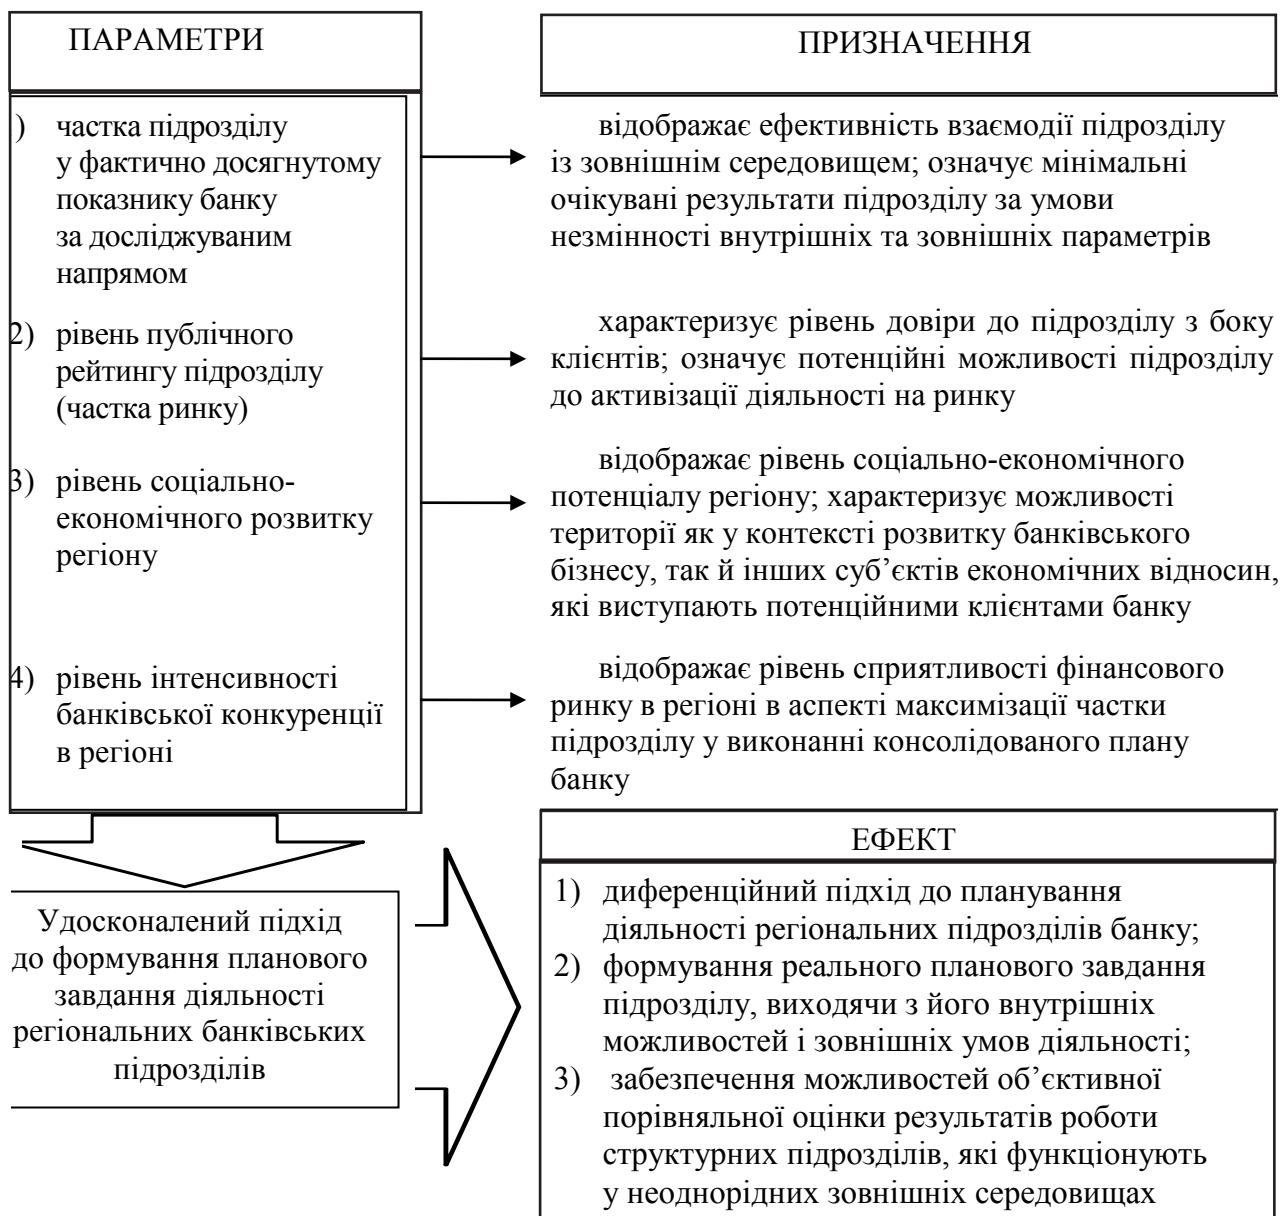 ПАРАМЕТРИ
) частка підрозділу
у фактично досягнутому
показнику банку
за досліджуваним
напрямом
2) рівень публічного
рейтингу підрозділу
(частка ринку)
3) рівень соціально-
економічного розвитку
регіону
4) рівень інтенсивності
банківської конкуренції
в регіоні
ПРИЗНАЧЕННЯ
відображає ефективність взаємодії підрозділу
із зовнішнім середовищем; означує мінімальні
очікувані результати підрозділу за умови
незмінності внутрішніх та зовнішніх параметрів
характеризує рівень довіри до підрозділу з боку
клієнтів; означує потенційні можливості підрозділу
до активізації діяльності на ринку
відображає рівень соціально-економічного
потенціалу регіону; характеризує можливості
території як у контексті розвитку банківського
бізнесу, так й інших суб’єктів економічних відносин,
які виступають потенційними клієнтами банку
відображає рівень сприятливості фінансового
ринку в регіоні в аспекті максимізації частки
підрозділу у виконанні консолідованого плану
банку
Удосконалений підхід
до формування планового
завдання діяльності
регіональних банківських
підрозділів
ЕФЕКТ
1) диференційний підхід до планування
діяльності регіональних підрозділів банку;
2) формування реального планового завдання
підрозділу, виходячи з його внутрішніх
можливостей і зовнішніх умов діяльності;
3) забезпечення можливостей об’єктивної
порівняльної оцінки результатів роботи
структурних підрозділів, які функціонують
у неоднорідних зовнішніх середовищах